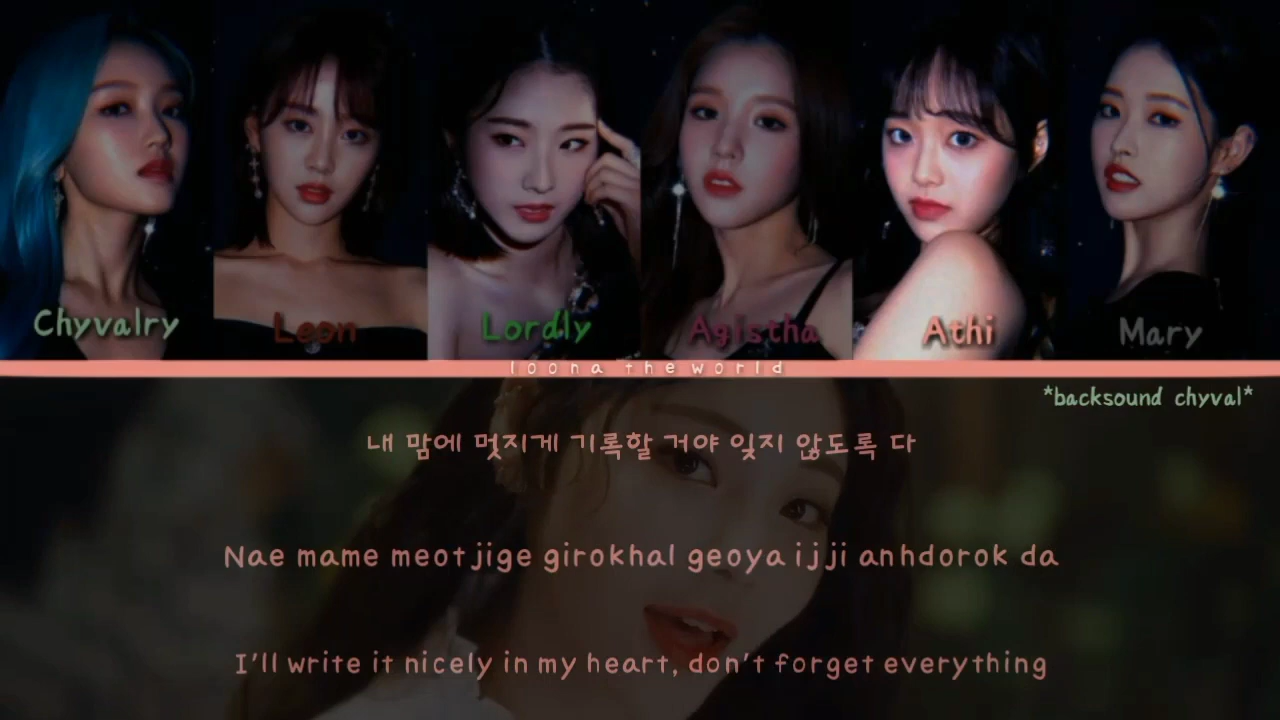 Chyvalry
Leon
Lordly
Agistha
Athi
Mary
loona the world
*backsound chyval*
내 맘에 멋지게 기록할 거야 잊지 않도록 다
Nae mame meotjige girokhal geoya ijji anhdorok da
I'll write it nicely in my heart, don't forget everything